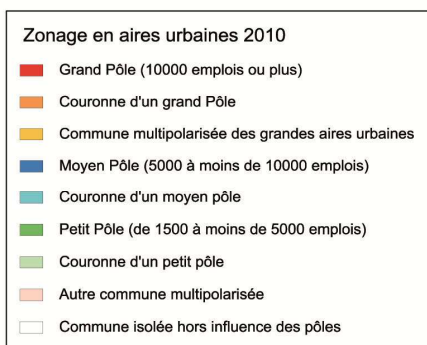 Zonage en aires urbaines 2010
Grand Pôle (10000 emplois ou plus)
Couronne d'un grand Pôle
Commune multipolarisée des grandes aires urbaines
Moyen Pôle (5000 à moins de 10000 emplois)
Couronne d'un moyen pôle
Petit Pôle (de 1500 à moins de 5000 emplois)
Couronne d'un petit pôle
Autre commune multipolarisée
Commune isolée hors influence des pôles